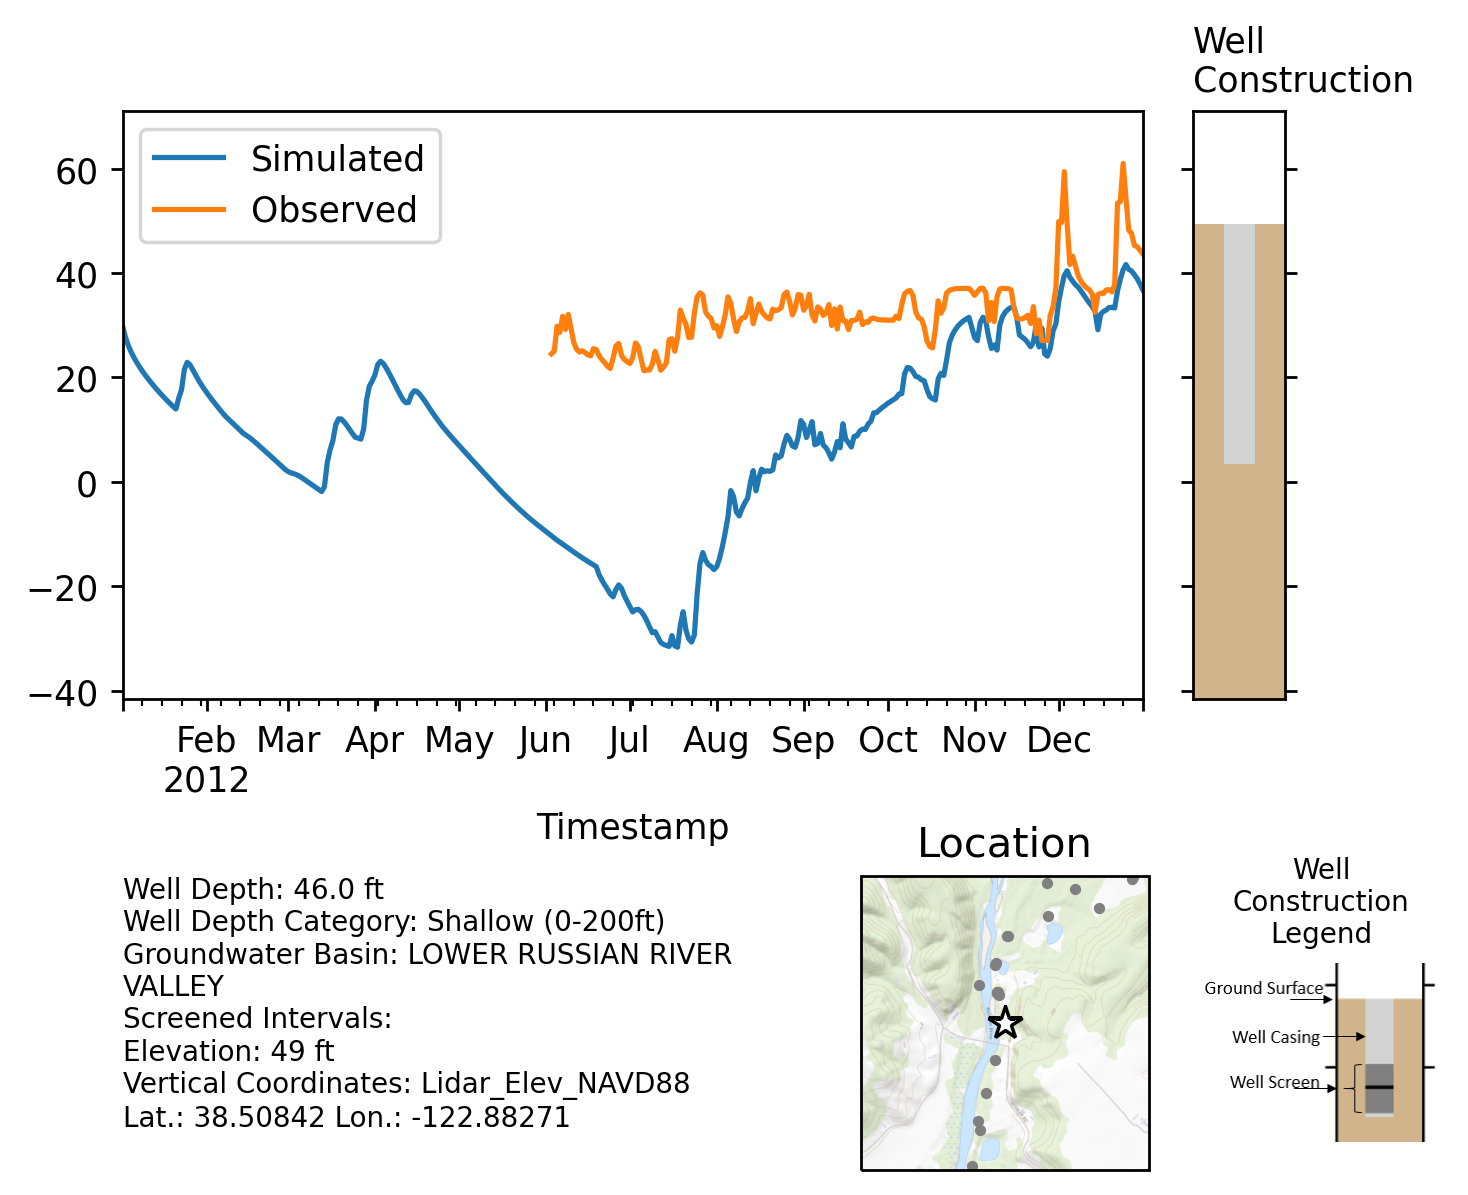 Well
Construction
Simulated
Observed
60
40
20
0
−20
−40
Feb Mar Apr May Jun Jul Aug Sep Oct Nov Dec
2012
Timestamp
Well Depth: 46.0 ft
Well Depth Category: Shallow (0-200ft)
Groundwater Basin: LOWER RUSSIAN RIVER
VALLEY
Screened Intervals:
Elevation: 49 ft
Vertical Coordinates: Lidar_Elev_NAVD88
Lat.: 38.50842 Lon.: -122.88271
Location
Well
Construction
Legend
Ground Surface
Well Casing
Well Screen